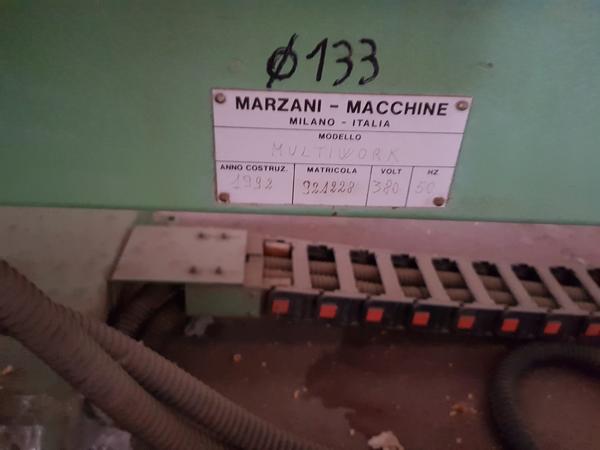 ø133
MARZANI - MACCHINE
MILANO - ITALIA
MODELLO
MULTIWORK
ANNO COSTRUZ. MATRICOLA VOLT HZ
1992 921228 380 50